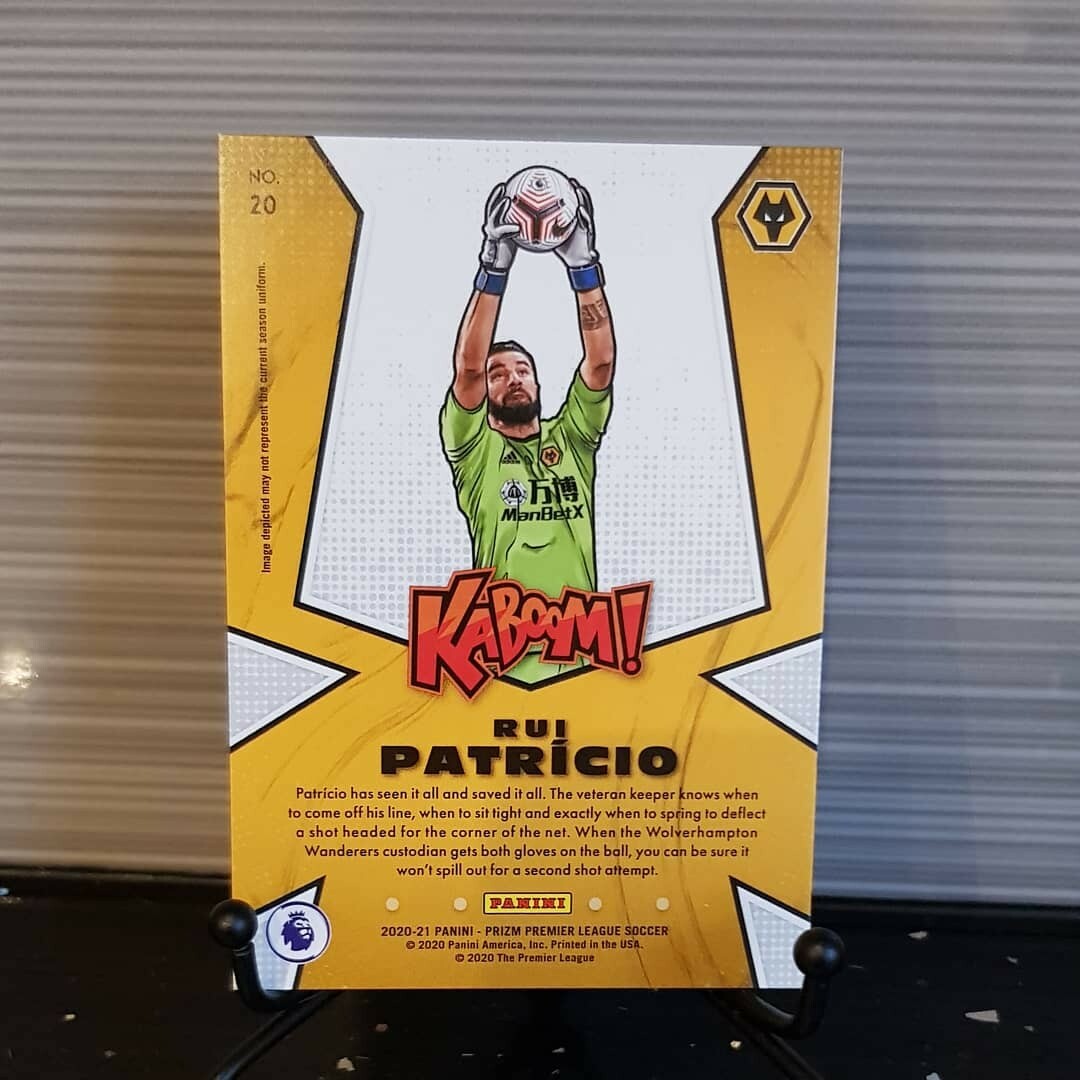 NO.
20
Image depicted may not represent the current season uniform.
adidas
万博
ManBetX
KABOOM!
RUI
PATRÍCIO
Patrício has seen it all and saved it all. The veteran keeper knows when
to come off his line, when to sit tight and exactly when to spring to deflect
a shot headed for the corner of the net. When the Wolverhampton
Wanderers custodian gets both gloves on the ball, you can be sure it
won't spill out for a second shot attempt.
PANINI
2020-21 PANINI - PRIZM PREMIER LEAGUE SOCCER
© 2020 Panini America, Inc. Printed in the USA.
© 2020 The Premier League